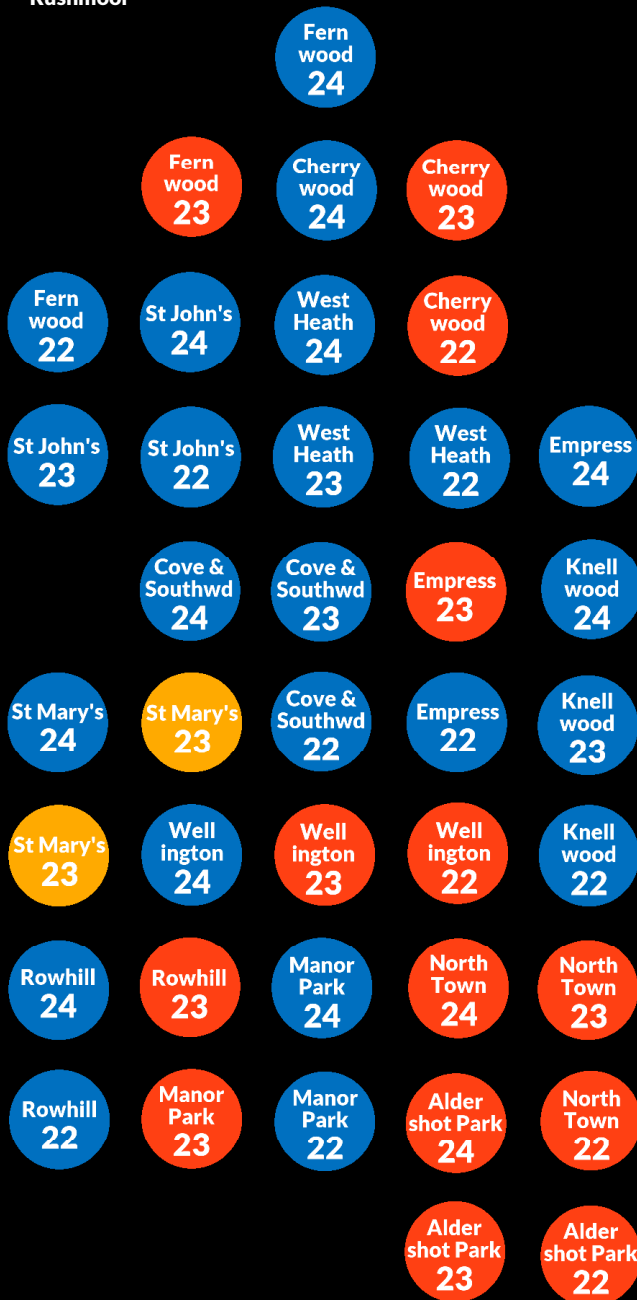 Rushmoor
Fern
wood
24
Fern
wood
23
Cherry
wood
24
Cherry
wood
23
Fern
wood
22
St John's
24
West
Heath
24
Cherry
wood
22
St John's
23
St John's
22
West
Heath
23
West
Heath
22
Empress
24
Cove &
Southwd
24
Cove &
Southwd
23
Empress
23
Knell
wood
24
St Mary's
24
St Mary's
23
Cove &
Southwd
22
Empress
22
Knell
wood
23
St Mary's
23
Well
ington
24
Well
ington
23
Well
ington
22
Knell
wood
22
Rowhill
24
Rowhill
23
Manor
Park
24
North
Town
24
North
Town
23
Rowhill
22
Manor
Park
23
Manor
Park
22
Alder
shot Park
24
North
Town
22
Alder
shot Park
23
Alder
shot Park
22